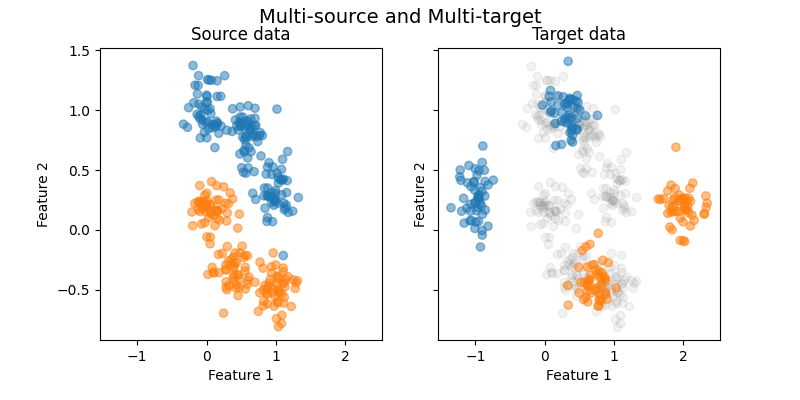 Multi-source and Multi-target
Source data
Target data
1.5
1.0
0.5
0.0
−0.5
Feature 2
Feature 2
−1
0
1
2
−1
0
1
2
Feature 1
Feature 1